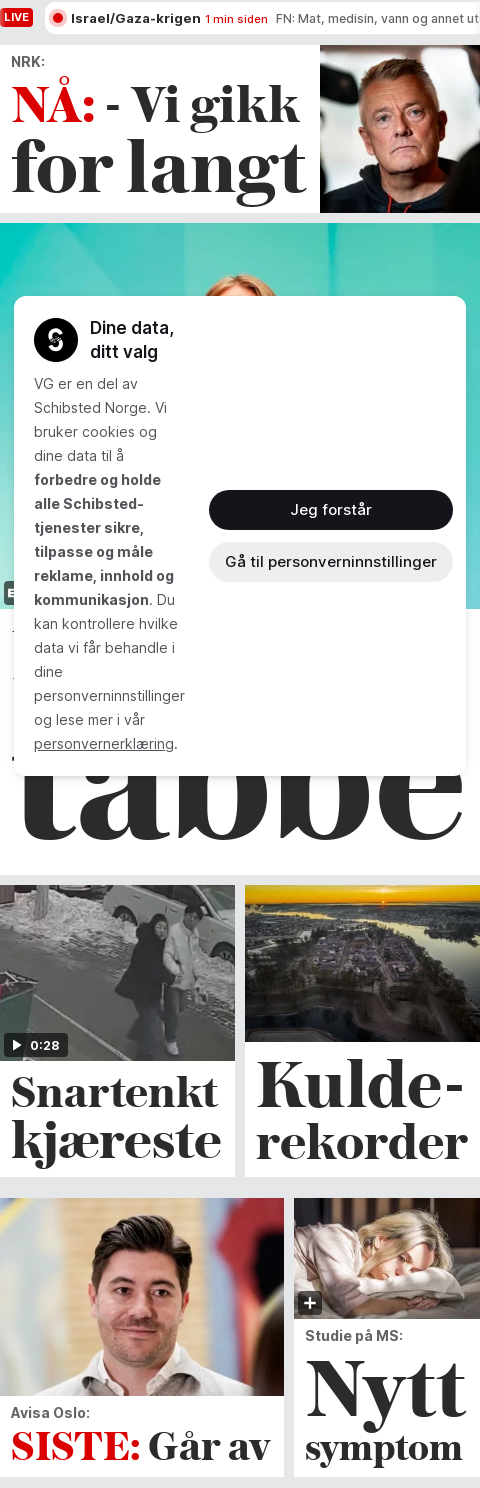 LIVE
Israel/Gaza-krigen 1 min siden FN: Mat, medisin, vann og annet ut
NRK:
NÅ: - Vi gikk
for langt
Dine data,
ditt valg
VG er en del av
Schibsted Norge. Vi
bruker cookies og
dine data til å
forbedre og holde
alle Schibsted-
tjenester sikre,
tilpasse og måle
reklame, innhold og
kommunikasjon. Du
kan kontrollere hvilke
data vi får behandle i
dine
personverninnstillinger
og lese mer i vår
personvernerklæring.
Jeg forstår
Gå til personverninnstillinger
tabbe
0:28
Snartenkt
kjæreste
Kulde-
rekorder
Avisa Oslo:
SISTE: Går av
Studie på MS:
Nytt
symptom